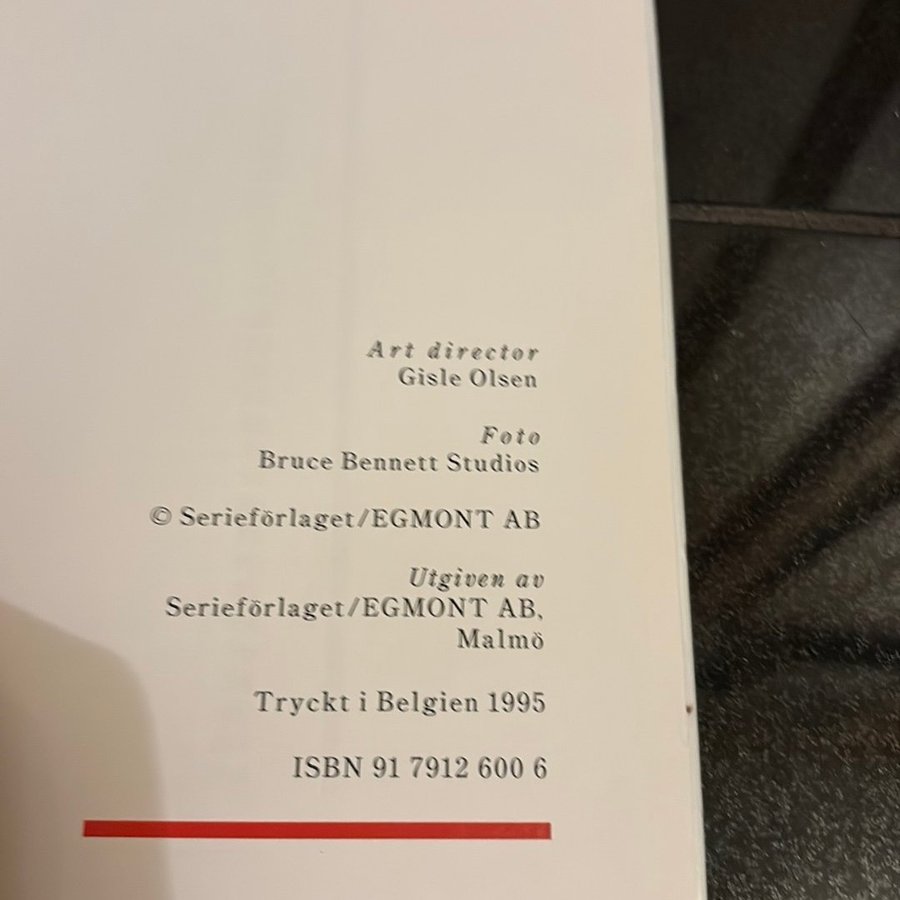 Art director
Gisle Olsen
Foto
Bruce Bennett Studios
© Serieförlaget/EGMONT AB
Utgiven av
Serieförlaget/EGMONT AB,
Malmö
Tryckt i Belgien 1995
ISBN 91 7912 600 6